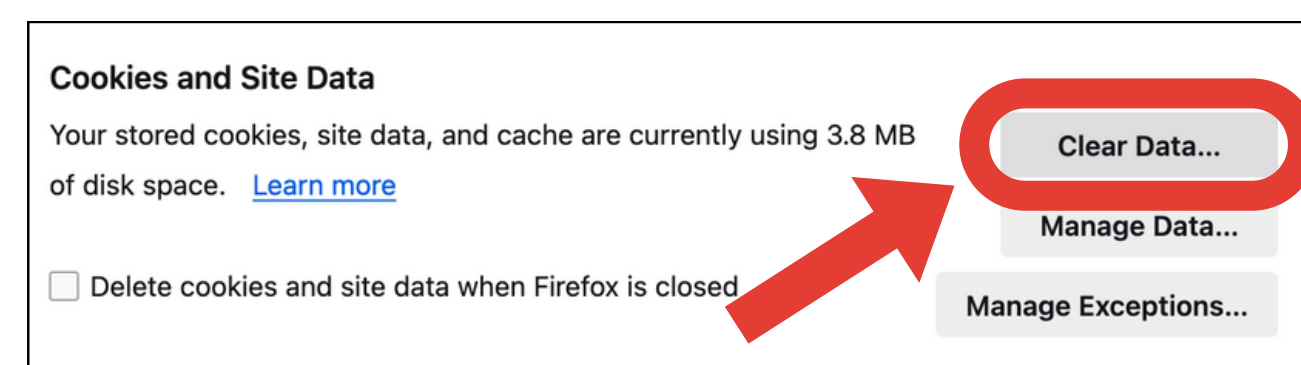 Cookies and Site Data
Your stored cookies, site data, and cache are currently using 3.8 MB
of disk space. Learn more
Clear Data...
Manage Data...
Delete cookies and site data when Firefox is closed
Manage Exceptions...